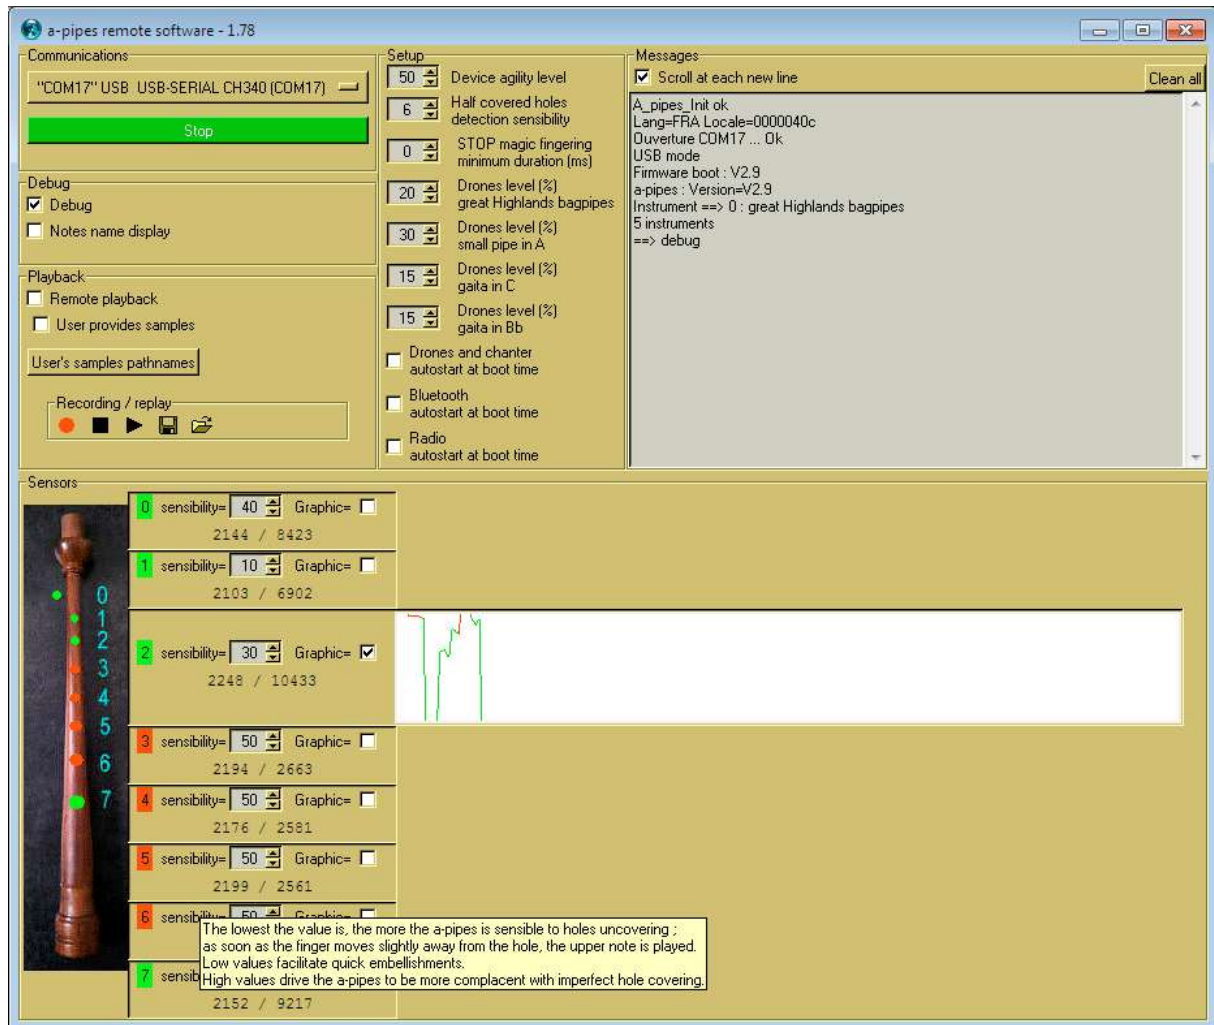 a-pipes remote software - 1.78
Communications
"COM17" USB USB-SERIAL CH340 (COM17)
Stop
Debug
Debug
Notes name display
Playback
Remote playback
User provides samples
User's samples pathnames
Recording / replay
Setup
50 Device agility level
6 Half covered holes
detection sensibility
0 STOP magic fingering
minimum duration (ms)
20 Drones level (%)
great Highlands bagpipes
30 Drones level (%)
small pipe in A
15 Drones level (%)
gaita in C
15 Drones level (%)
gaita in Bb
Drones and chanter
autostart at boot time
Bluetooth
autostart at boot time
Radio
autostart at boot time
Messages
Scroll at each new line
Clean all
A_pipes_Init ok
Lang=FRA Locale=0000040c
Ouverture COM17 ... Ok
USB mode
Firmware boot : V2.9
a-pipes : Version=V2.9
Instrument ==> 0 : great Highlands bagpipes
5 instruments
==> debug
Sensors
0
1
2
3
4
5
6
7
0 sensibility= 40 Graphic=
2144 / 8423
1 sensibility= 10 Graphic=
2103 / 6902
2 sensibility= 30 Graphic=
2248 / 10433
3 sensibility= 50 Graphic=
2194 / 2663
4 sensibility= 50 Graphic=
2176 / 2581
5 sensibility= 50 Graphic=
2199 / 2561
6 sensibility= 50 Graphic=
The lowest the value is, the more the a-pipes is sensible to holes uncovering ;
as soon as the finger moves slightly away from the hole, the upper note is played.
Low values facilitate quick embellishments.
High values drive the a-pipes to be more complacent with imperfect hole covering.
7 sensib
2152 / 9217